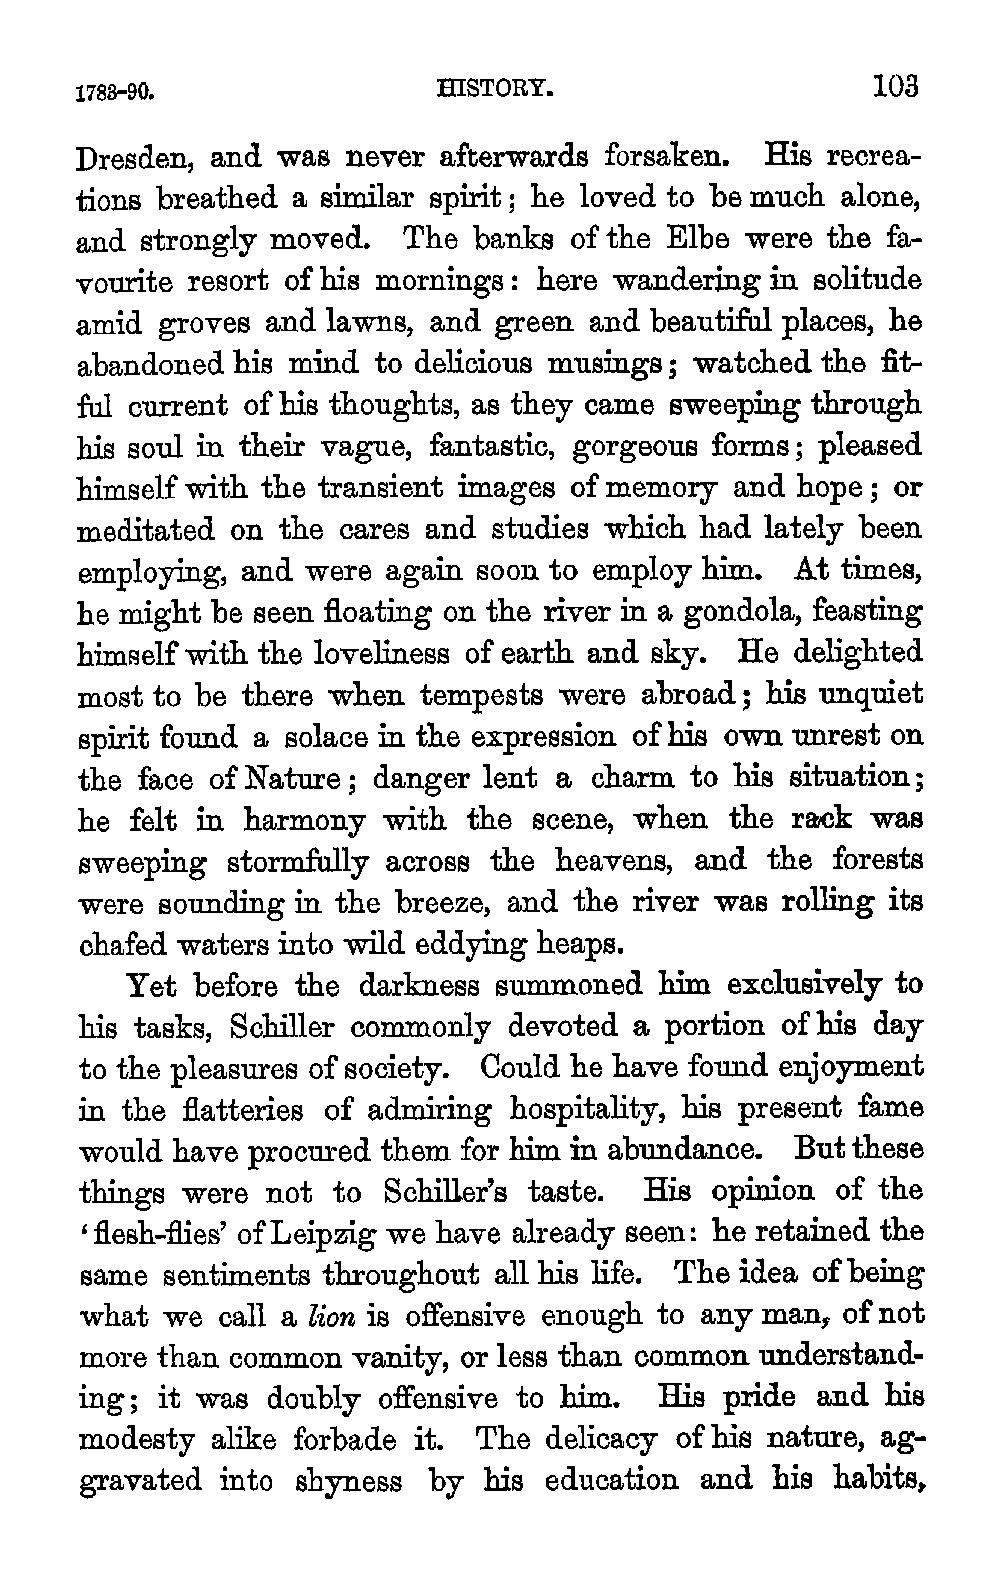 1783-90. HISTORY. 103
Dresden, and was never afterwards forsaken. His recrea-
tions breathed a similar spirit; he loved to be much alone,
and strongly moved. The banks of the Elbe were the fa-
vourite resort of his mornings: here wandering in solitude
amid groves and lawns, and green and beautiful places, he
abandoned his mind to delicious musings; watched the fit-
ful current of his thoughts, as they came sweeping through
his soul in their vague, fantastic, gorgeous forms; pleased
himself with the transient images of memory and hope; or
meditated on the cares and studies which had lately been
employing, and were again soon to employ him. At times,
he might be seen floating on the river in a gondola, feasting
himself with the loveliness of earth and sky. He delighted
most to be there when tempests were abroad; his unquiet
spirit found a solace in the expression of his own unrest on
the face of Nature; danger lent a charm to his situation;
he felt in harmony with the scene, when the rack was
sweeping stormfully across the heavens, and the forests
were sounding in the breeze, and the river was rolling its
chafed waters into wild eddying heaps.
Yet before the darkness summoned him exclusively to
his tasks, Schiller commonly devoted a portion of his day
to the pleasures of society. Could he have found enjoyment
in the flatteries of admiring hospitality, his present fame
would have procured them for him in abundance. But these
things were not to Schiller's taste. His opinion of the
‘flesh-flies’ of Leipzig we have already seen: he retained the
same sentiments throughout all his life. The idea of being
what we call a lion is offensive enough to any man, of not
more than common vanity, or less than common understand-
ing; it was doubly offensive to him. His pride and his
modesty alike forbade it. The delicacy of his nature, ag-
gravated into shyness by his education and his habits,